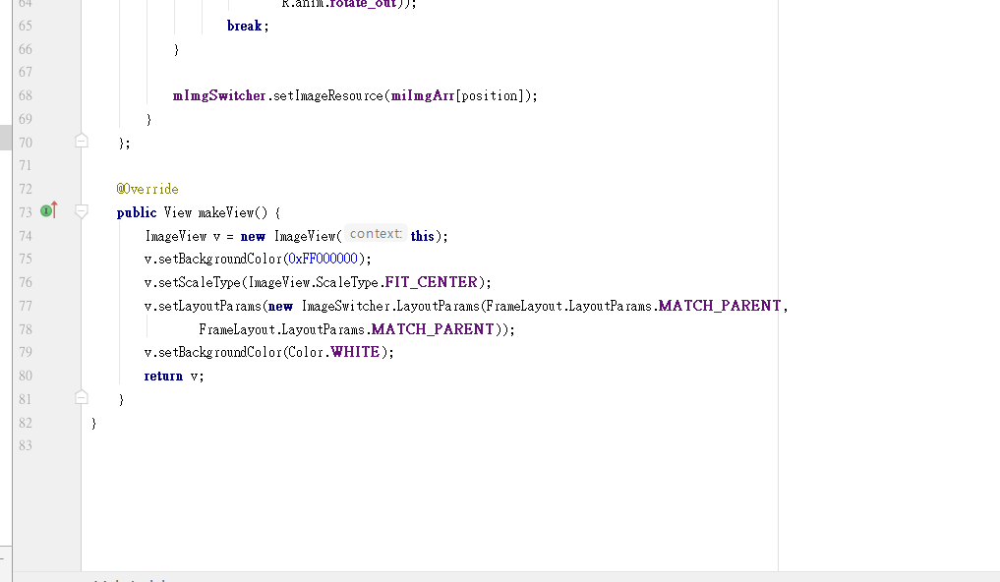 64 R.anim.rotate_out));
65 break;
66 }
67
68 mImgSwitcher.setImageResource(miImgArr[position]);
69 }
70 };
71
72 @Override
73 public View makeView() {
74 ImageView v = new ImageView( context: this);
75 v.setBackgroundColor(0xFF000000);
76 v.setScaleType(ImageView.ScaleType.FIT_CENTER);
77 v.setLayoutParams(new ImageSwitcher.LayoutParams(FrameLayout.LayoutParams.MATCH_PARENT,
78 FrameLayout.LayoutParams.MATCH_PARENT));
79 v.setBackgroundColor(Color.WHITE);
80 return v;
81 }
82 }
83